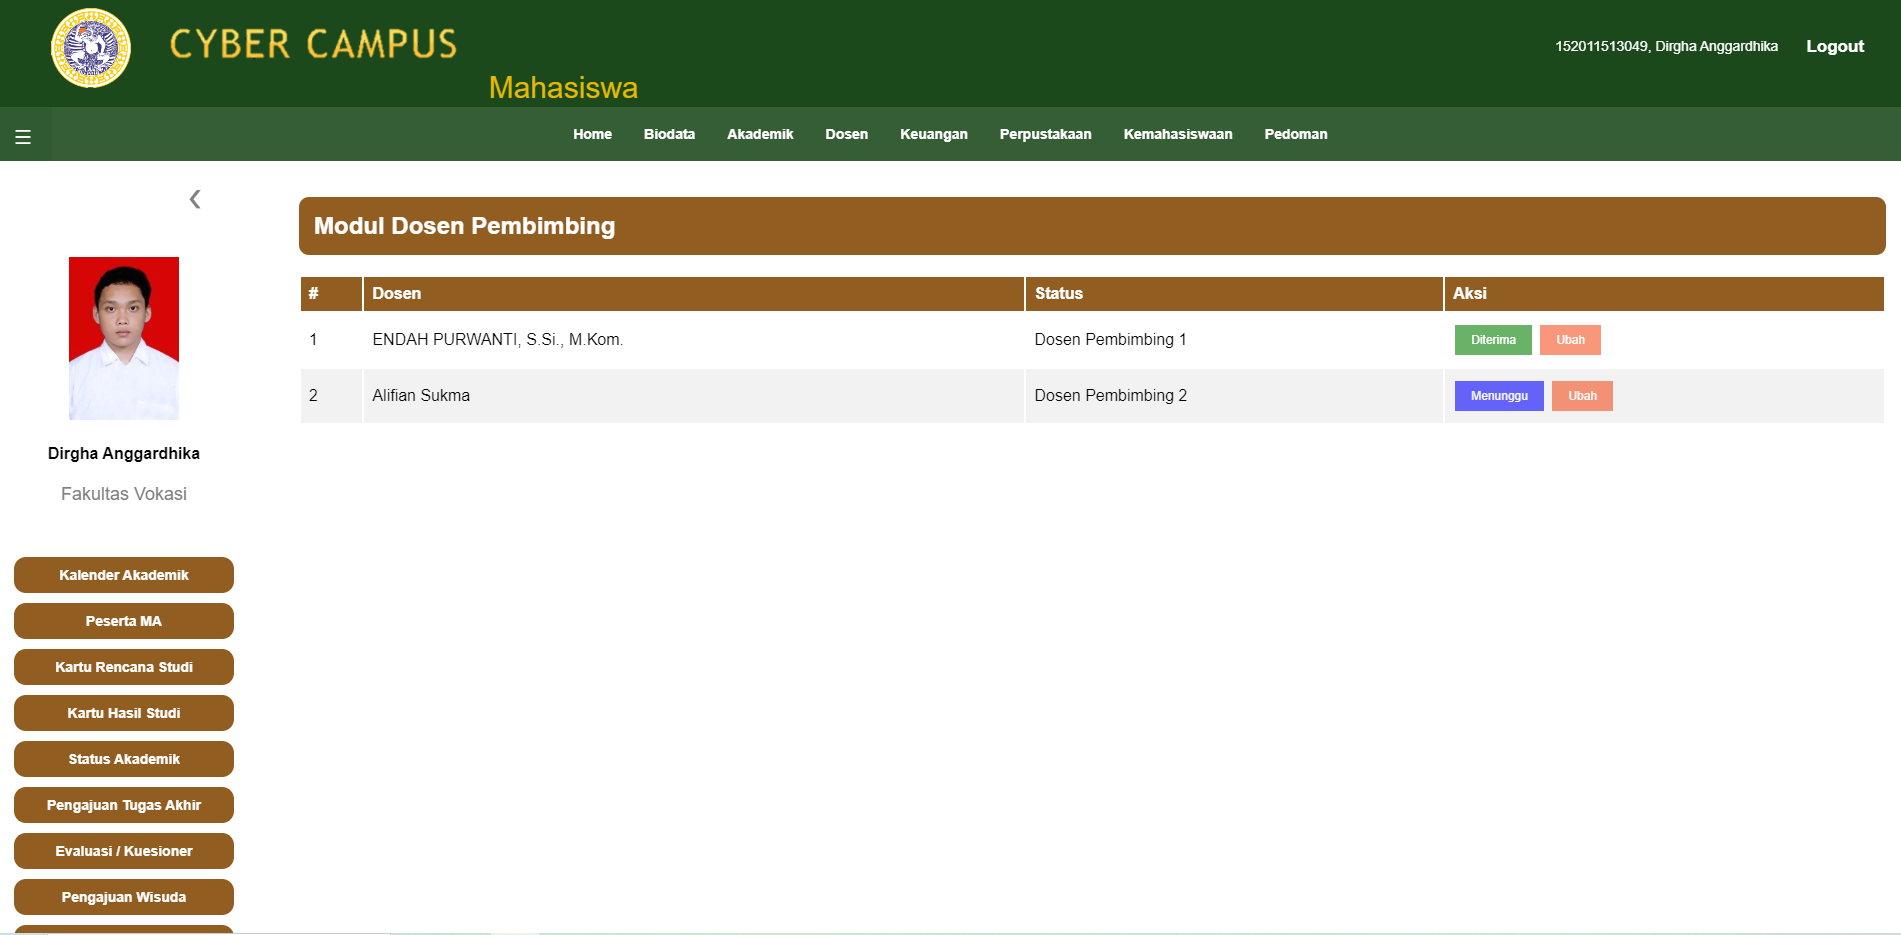 CYBER CAMPUS
Mahasiswa
152011513049, Dirgha Anggardhika Logout
☰ Home Biodata Akademik Dosen Keuangan Perpustakaan Kemahasiswaan Pedoman
Modul Dosen Pembimbing
# Dosen Status Aksi
1 ENDAH PURWANTI, S.Si., M.Kom. Dosen Pembimbing 1 Diterima Ubah
2 Alifian Sukma Dosen Pembimbing 2 Menunggu Ubah
Dirgha Anggardhika
Fakultas Vokasi
Kalender Akademik
Peserta MA
Kartu Rencana Studi
Kartu Hasil Studi
Status Akademik
Pengajuan Tugas Akhir
Evaluasi / Kuesioner
Pengajuan Wisuda